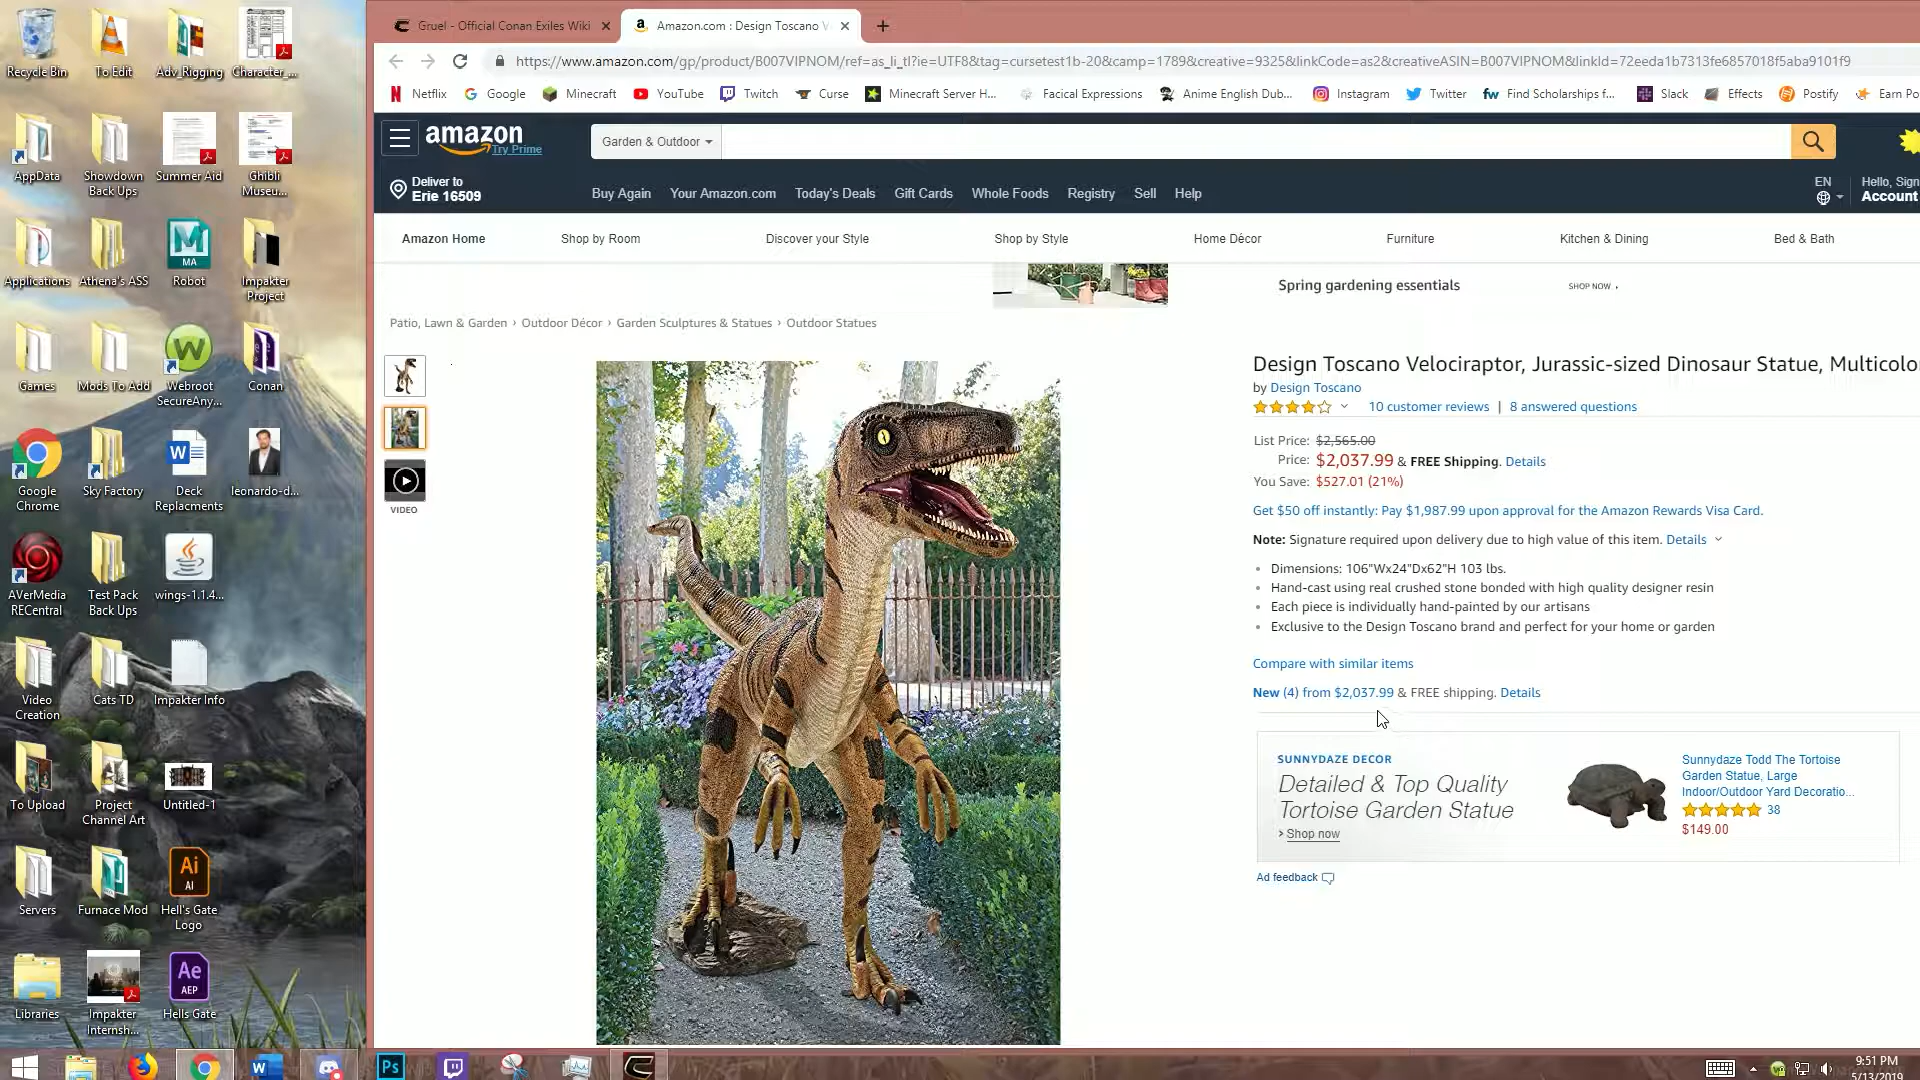 Recycle Bin
To Edit
Adv_Rigging
Character_...
AppData
Showdown Back Ups
Summer Aid
Ghibli Museu...
Applications
Athena's ASS
Robot
Impakter Project
Games
Mods To Add
Webroot SecureAny...
Conan
Google Chrome
Sky Factory
Deck Replacments
leonardo-d...
AVerMedia RECentral
Test Pack Back Ups
wings-1.1.4...
Video Creation
Cats TD
Impakter Info
To Upload
Project Channel Art
Untitled-1
Servers
Furnace Mod
Hell's Gate Logo
Libraries
Impakter Internsh...
Hells Gate
Gruel - Official Conan Exiles Wiki
Amazon.com : Design Toscano V
https://www.amazon.com/gp/product/B007VIPNOM/ref=as_li_tl?ie=UTF8&tag=cursetest1b-20&camp=1789&creative=9325&linkCode=as2&creativeASIN=B007VIPNOM&linkId=72eeda1b7313fe6857018f5aba9101f9
Netflix Google Minecraft YouTube Twitch Curse Minecraft Server H... Facical Expressions Anime English Dub... Instagram Twitter Find Scholarships f... Slack Effects Postify Earn Po
amazon
Try Prime
Garden & Outdoor
Deliver to
Erie 16509
Buy Again Your Amazon.com Today's Deals Gift Cards Whole Foods Registry Sell Help
EN
Hello, Sign
Account
Amazon Home Shop by Room Discover your Style Shop by Style Home Décor Furniture Kitchen & Dining Bed & Bath
Spring gardening essentials SHOP NOW
Patio, Lawn & Garden › Outdoor Décor › Garden Sculptures & Statues › Outdoor Statues
VIDEO
Design Toscano Velociraptor, Jurassic-sized Dinosaur Statue, Multicolo
by Design Toscano
10 customer reviews | 8 answered questions
List Price: $2,565.00
Price: $2,037.99 & FREE Shipping. Details
You Save: $527.01 (21%)
Get $50 off instantly: Pay $1,987.99 upon approval for the Amazon Rewards Visa Card.
Note: Signature required upon delivery due to high value of this item. Details
Dimensions: 106"Wx24"Dx62"H 103 lbs.
Hand-cast using real crushed stone bonded with high quality designer resin
Each piece is individually hand-painted by our artisans
Exclusive to the Design Toscano brand and perfect for your home or garden
Compare with similar items
New (4) from $2,037.99 & FREE shipping. Details
SUNNYDAZE DECOR
Detailed & Top Quality
Tortoise Garden Statue
› Shop now
Sunnydaze Todd The Tortoise
Garden Statue, Large
Indoor/Outdoor Yard Decoratio...
38
$149.00
Ad feedback
9:51 PM
5/13/2019